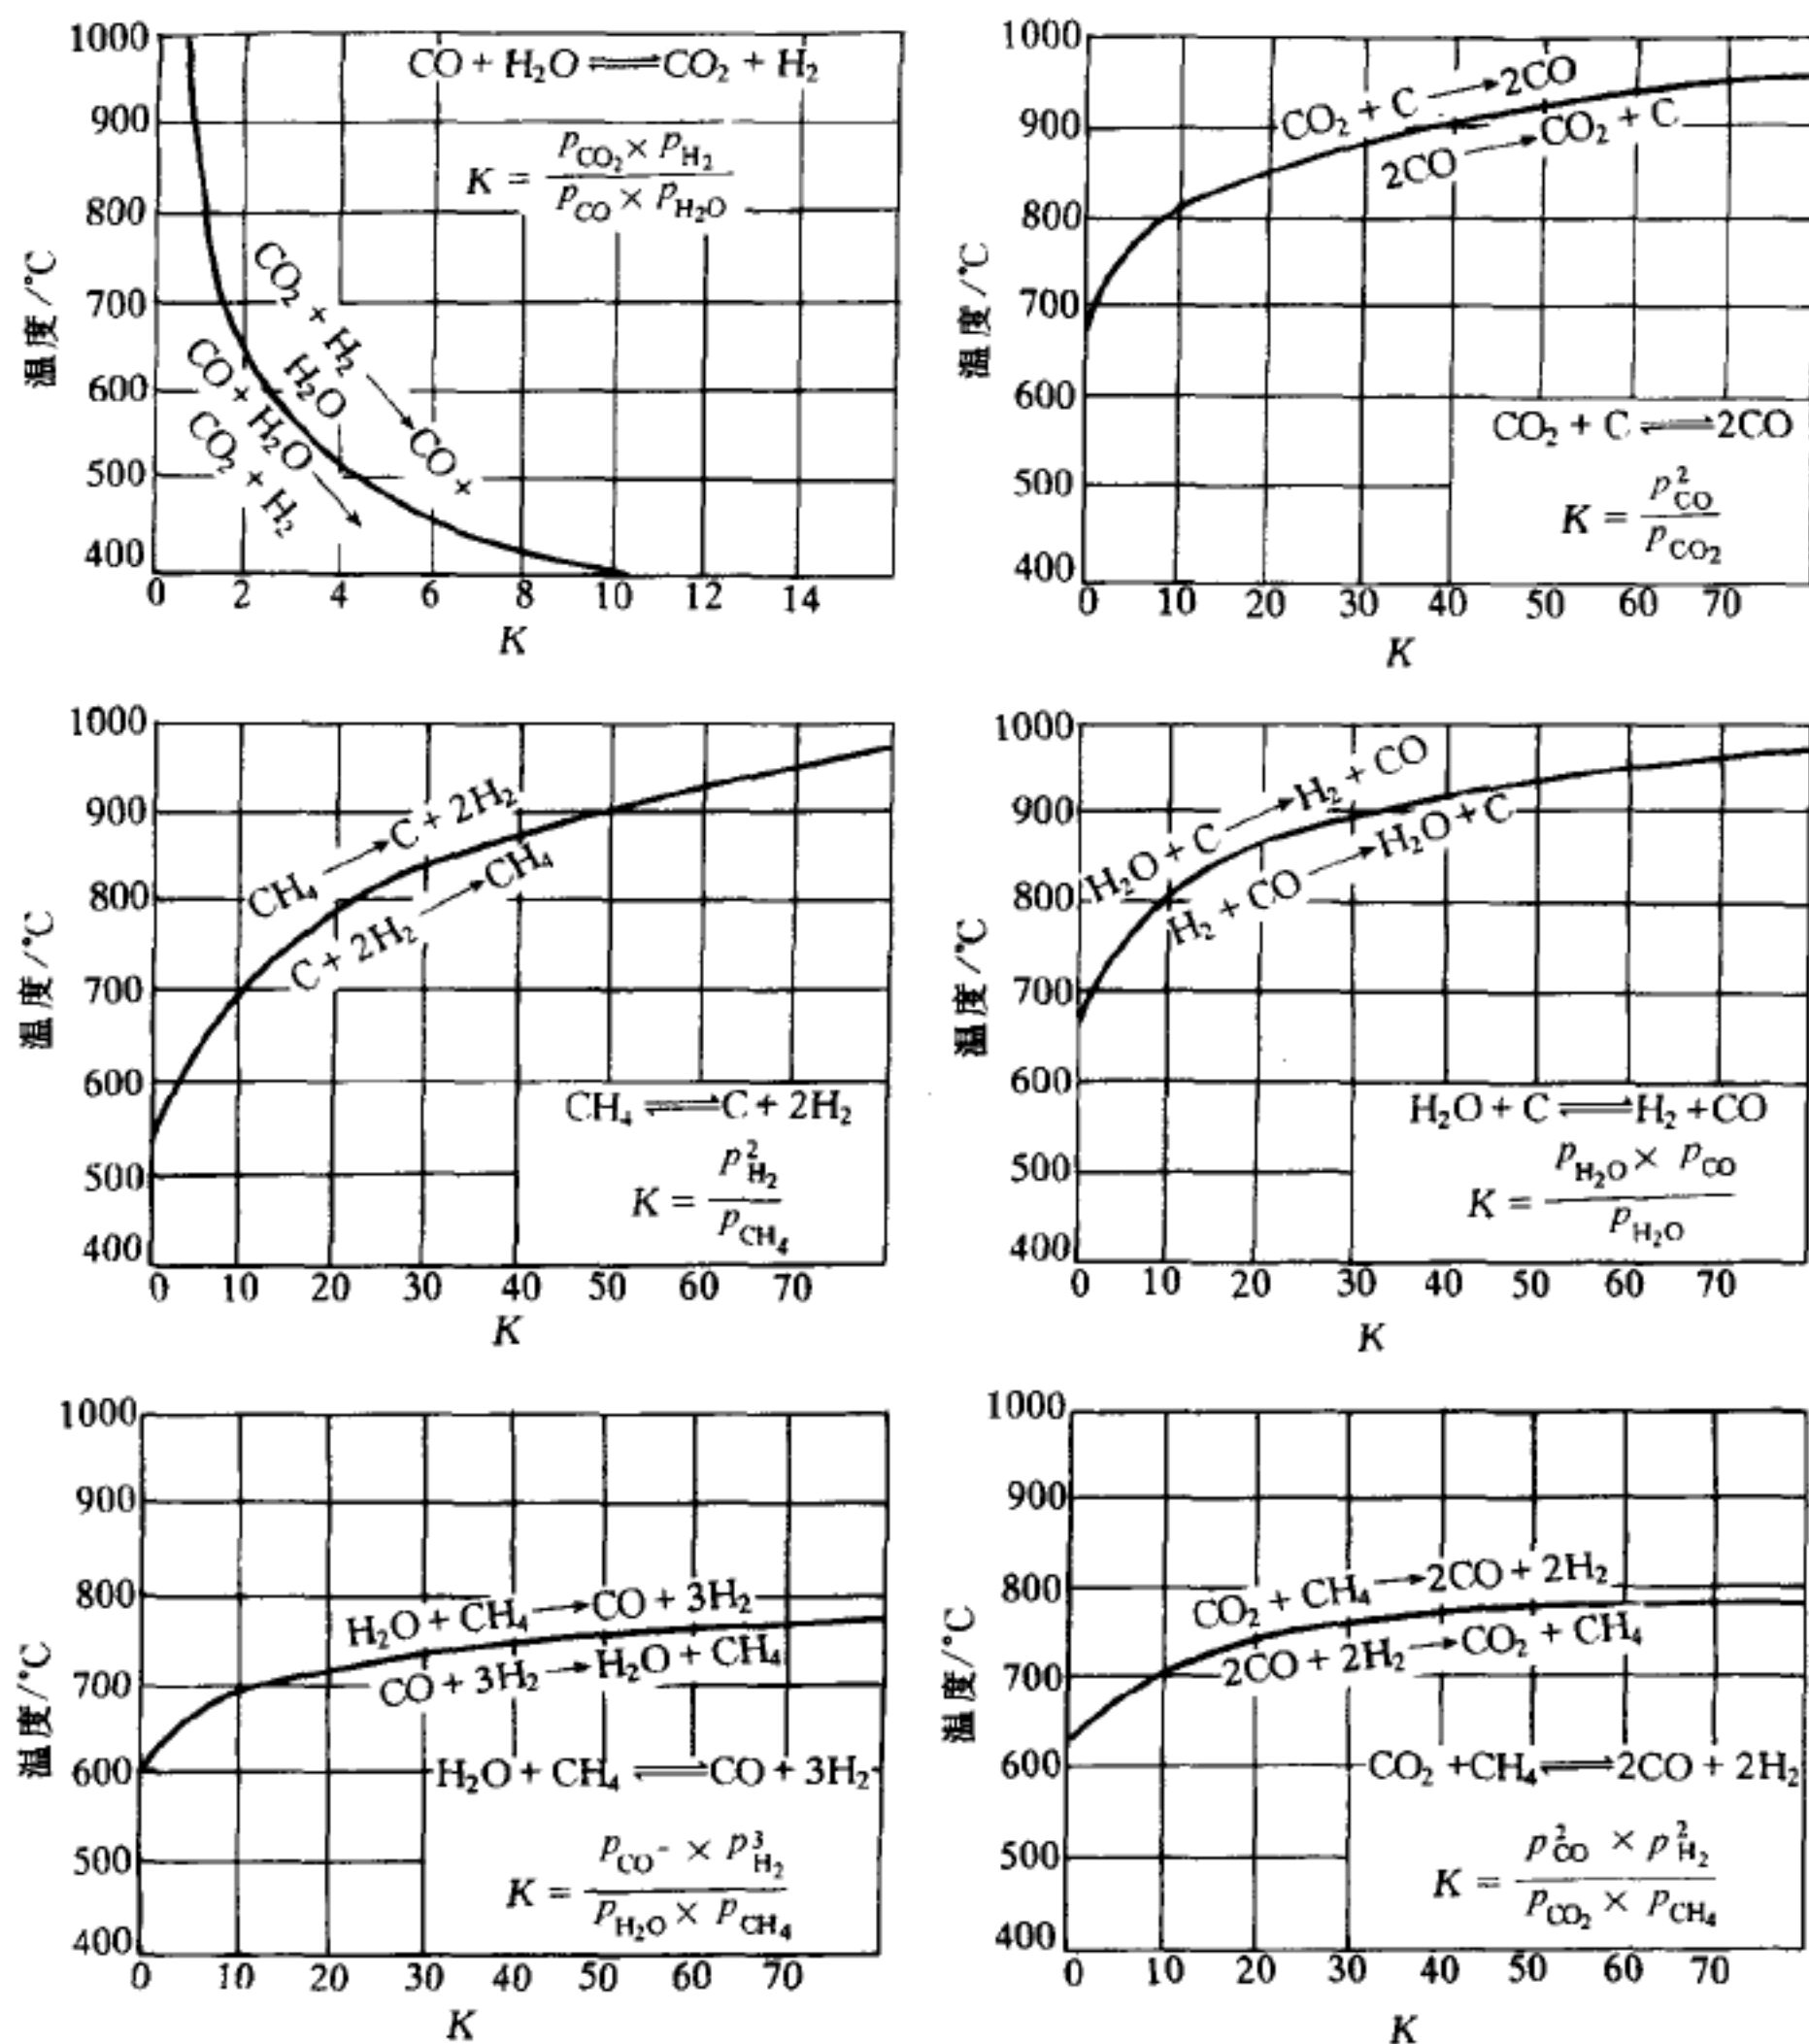 1000
900
800
700
600
500
400
温度/°C
CO + H₂O ⇌ CO₂ + H₂
K = p_CO₂ × p_H₂ / p_CO × p_H₂O
CO₂ + H₂ → CO +
H₂O
CO + H₂O →
CO₂ + H₂
0 2 4 6 8 10 12 14
K
1000
900
800
700
600
500
400
温度/°C
CO₂ + C → 2CO
2CO → CO₂ + C
CO₂ + C ⇌ 2CO
K = p²_CO / p_CO₂
0 10 20 30 40 50 60 70
K
1000
900
800
700
600
500
400
温度/°C
CH₄ → C + 2H₂
C + 2H₂ → CH₄
CH₄ ⇌ C + 2H₂
K = p²_H₂ / p_CH₄
0 10 20 30 40 50 60 70
K
1000
900
800
700
600
500
400
温度/°C
H₂O + C → H₂ + CO
H₂ + CO → H₂O + C
H₂O + C ⇌ H₂ + CO
K = p_H₂O × p_CO / p_H₂O
0 10 20 30 40 50 60 70
K
1000
900
800
700
600
500
400
温度/°C
H₂O + CH₄ → CO + 3H₂
CO + 3H₂ → H₂O + CH₄
H₂O + CH₄ ⇌ CO + 3H₂
K = p_CO- × p³_H₂ / p_H₂O × p_CH₄
0 10 20 30 40 50 60 70
K
1000
900
800
700
600
500
400
温度/°C
CO₂ + CH₄ → 2CO + 2H₂
2CO + 2H₂ → CO₂ + CH₄
CO₂ + CH₄ ⇌ 2CO + 2H₂
K = p²_CO × p²_H₂ / p_CO₂ × p_CH₄
0 10 20 30 40 50 60 70
K